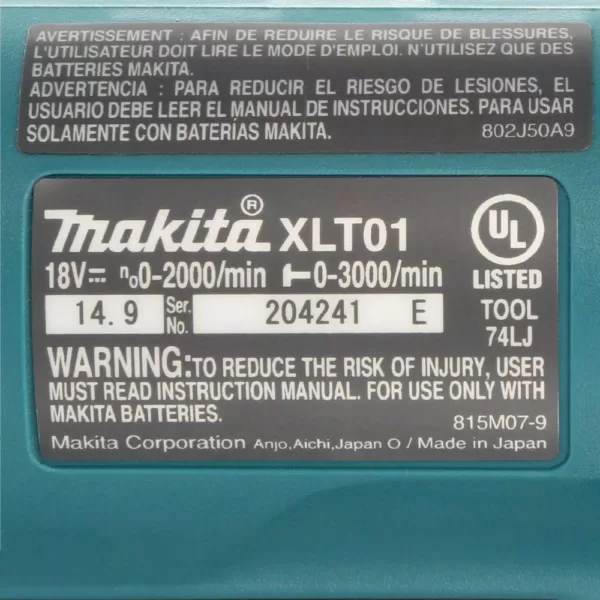 AVERTISSEMENT : AFIN DE REDUIRE LE RISQUE DE BLESSURES,
L'UTILISATEUR DOIT LIRE LE MODE D'EMPLOI. N'UTILISEZ QUE DES
BATTERIES MAKITA.
ADVERTENCIA : PARA REDUCIR EL RIESGO DE LESIONES, EL
USUARIO DEBE LEER EL MANUAL DE INSTRUCCIONES. PARA USAR
SOLAMENTE CON BATERÍAS MAKITA. 802J50A9
makita® XLT01
UL
18V⎓ n₀0-2000/min 0-3000/min LISTED
14. 9 Ser. No. 204241 E TOOL
74LJ
WARNING:TO REDUCE THE RISK OF INJURY, USER
MUST READ INSTRUCTION MANUAL. FOR USE ONLY WITH
MAKITA BATTERIES. 815M07-9
Makita Corporation Anjo,Aichi,Japan O / Made in Japan